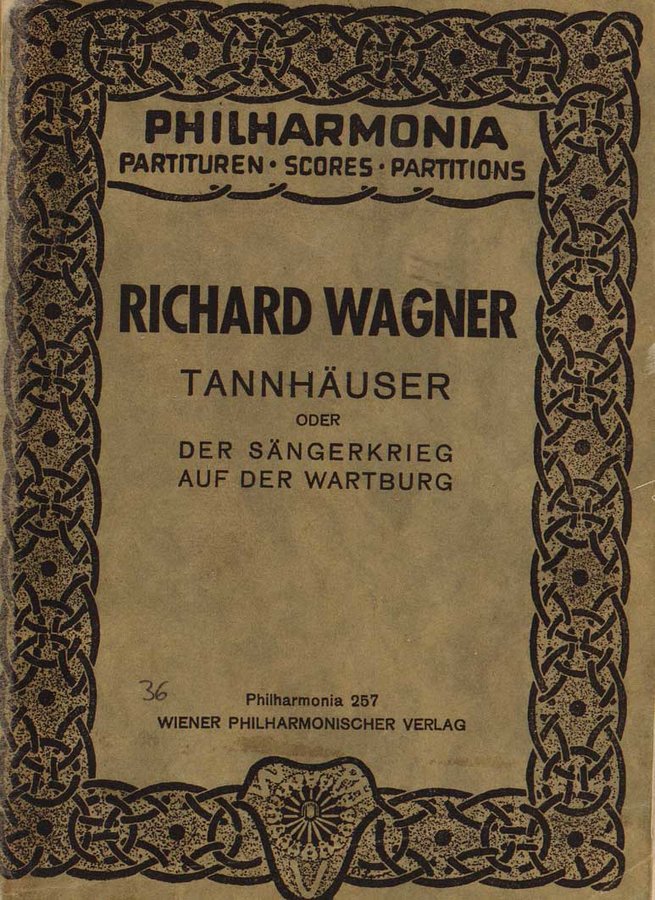 PHILHARMONIA
PARTITUREN • SCORES • PARTITIONS
RICHARD WAGNER
TANNHÄUSER
ODER
DER SÄNGERKRIEG
AUF DER WARTBURG
36
Philharmonia 257
WIENER PHILHARMONISCHER VERLAG